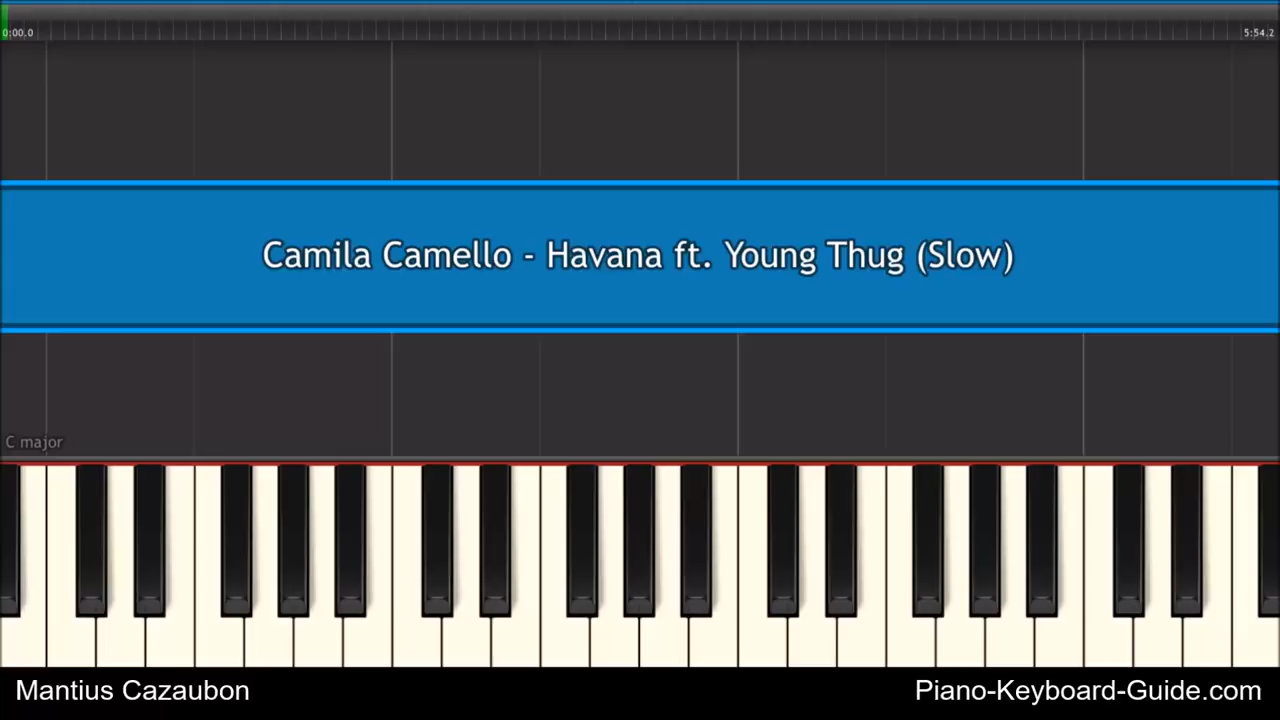 0:00.0
5:54.2
Camila Camello - Havana ft. Young Thug (Slow)
C major
Mantius Cazaubon
Piano-Keyboard-Guide.com